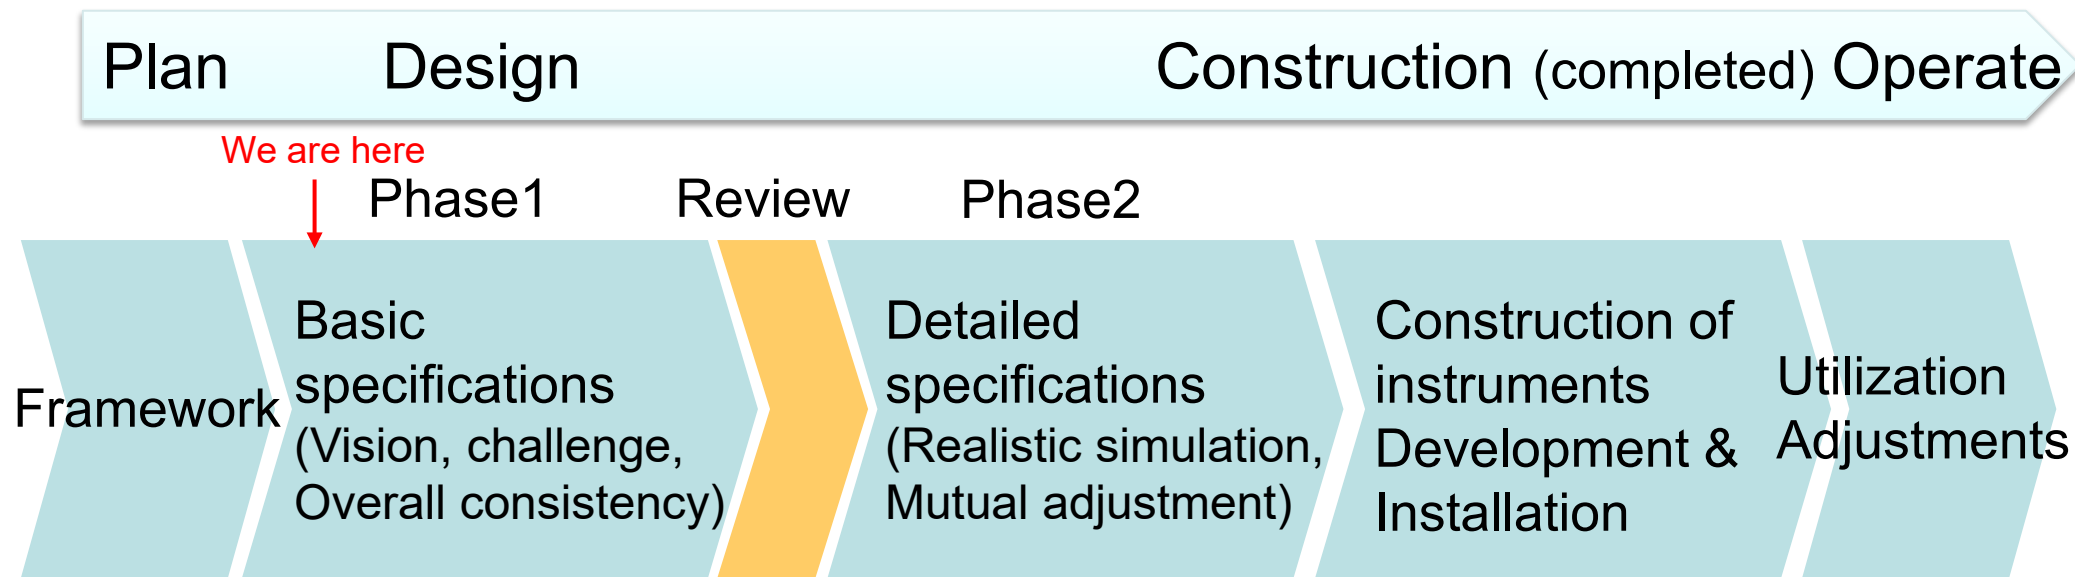 Plan Design Construction (completed) Operate
We are here
Phase1 Review Phase2
Framework
Basic
specifications
(Vision, challenge,
Overall consistency)
Detailed
specifications
(Realistic simulation,
Mutual adjustment)
Construction of
instruments
Development &
Installation
Utilization
Adjustments